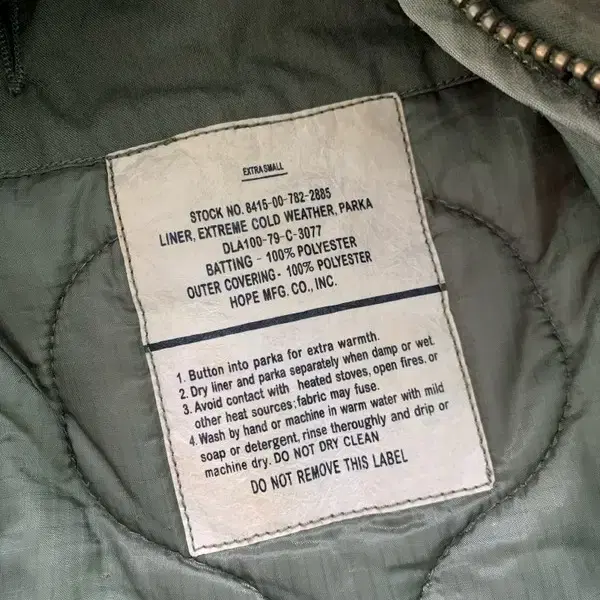 EXTRA SMALL
STOCK NO. 8415-00-782-2885
LINER, EXTREME COLD WEATHER, PARKA
DLA100-79-C-3077
BATTING - 100% POLYESTER
OUTER COVERING - 100% POLYESTER
HOPE MFG. CO., INC.
1. Button into parka for extra warmth.
2. Dry liner and parka separately when damp or wet.
3. Avoid contact with heated stoves, open fires, or
other heat sources: fabric may fuse.
4. Wash by hand or machine in warm water with mild
soap or detergent, rinse thoroughly and drip or
machine dry. DO NOT DRY CLEAN
DO NOT REMOVE THIS LABEL